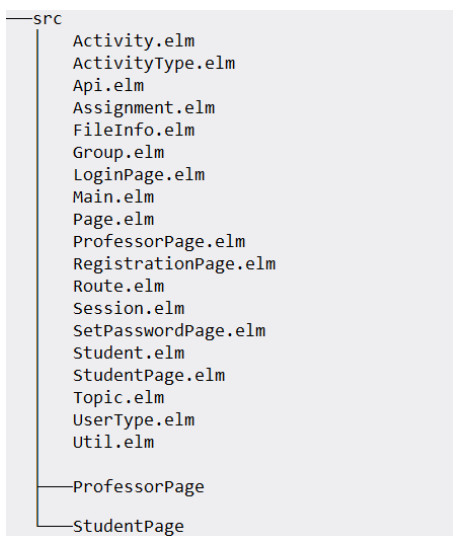 src
Activity.elm
ActivityType.elm
Api.elm
Assignment.elm
FileInfo.elm
Group.elm
LoginPage.elm
Main.elm
Page.elm
ProfessorPage.elm
RegistrationPage.elm
Route.elm
Session.elm
SetPasswordPage.elm
Student.elm
StudentPage.elm
Topic.elm
UserType.elm
Util.elm
ProfessorPage
StudentPage